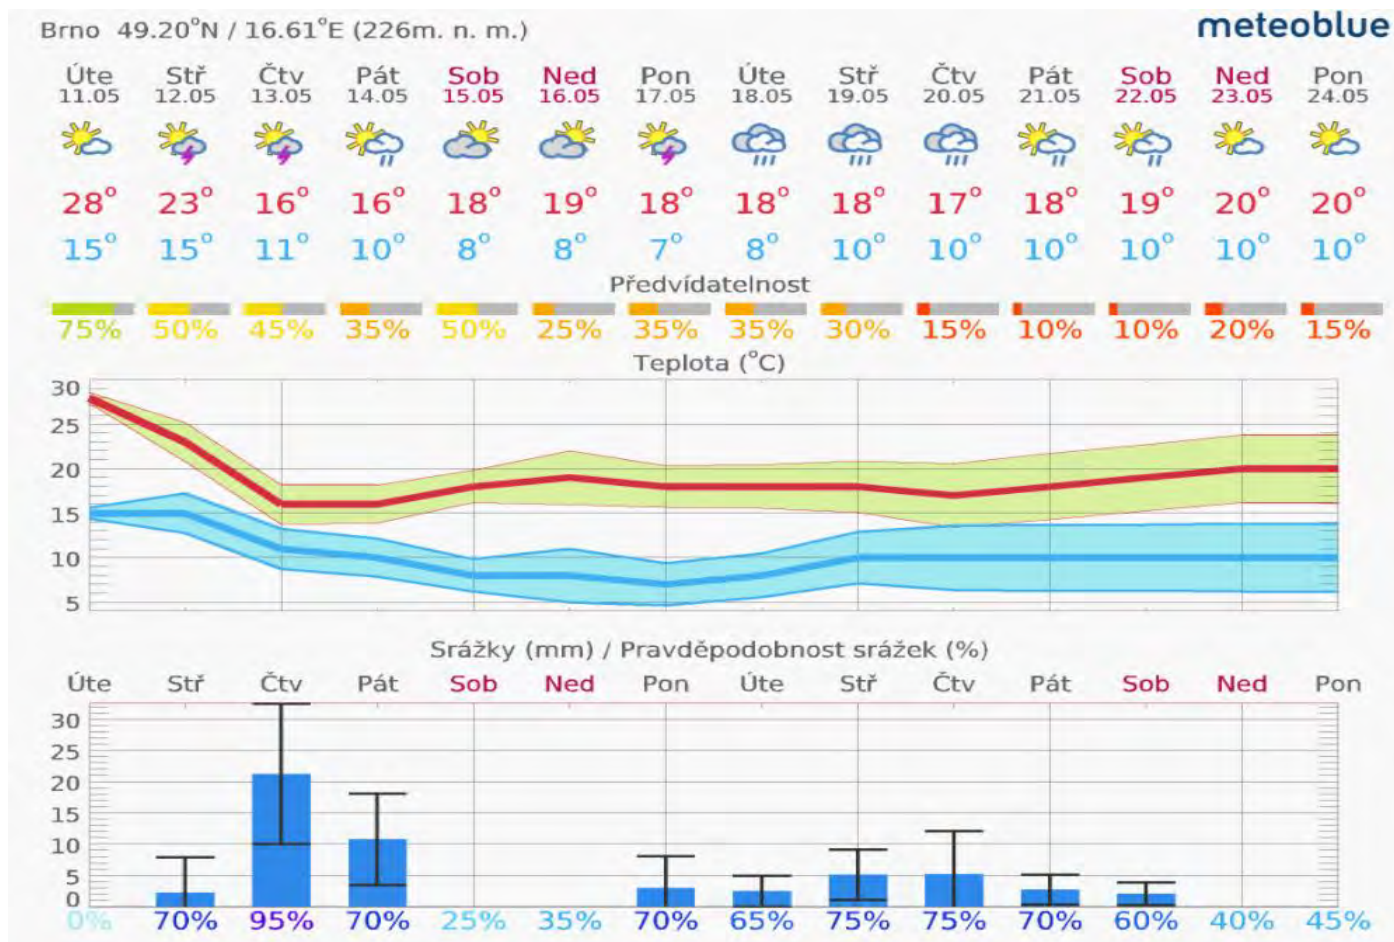 Brno 49.20°N / 16.61°E (226m. n. m.)
meteoblue
Úte Stř Čtv Pát Sob Ned Pon Úte Stř Čtv Pát Sob Ned Pon
11.05 12.05 13.05 14.05 15.05 16.05 17.05 18.05 19.05 20.05 21.05 22.05 23.05 24.05
28° 23° 16° 16° 18° 19° 18° 18° 18° 17° 18° 19° 20° 20°
15° 15° 11° 10° 8° 8° 7° 8° 10° 10° 10° 10° 10° 10°
Předvídatelnost
75% 50% 45% 35% 50% 25% 35% 35% 30% 15% 10% 10% 20% 15%
Teplota (°C)
30
25
20
15
10
5
Srážky (mm) / Pravděpodobnost srážek (%)
Úte Stř Čtv Pát Sob Ned Pon Úte Stř Čtv Pát Sob Ned Pon
30
25
20
15
10
5
0
0% 70% 95% 70% 25% 35% 70% 65% 75% 75% 70% 60% 40% 45%